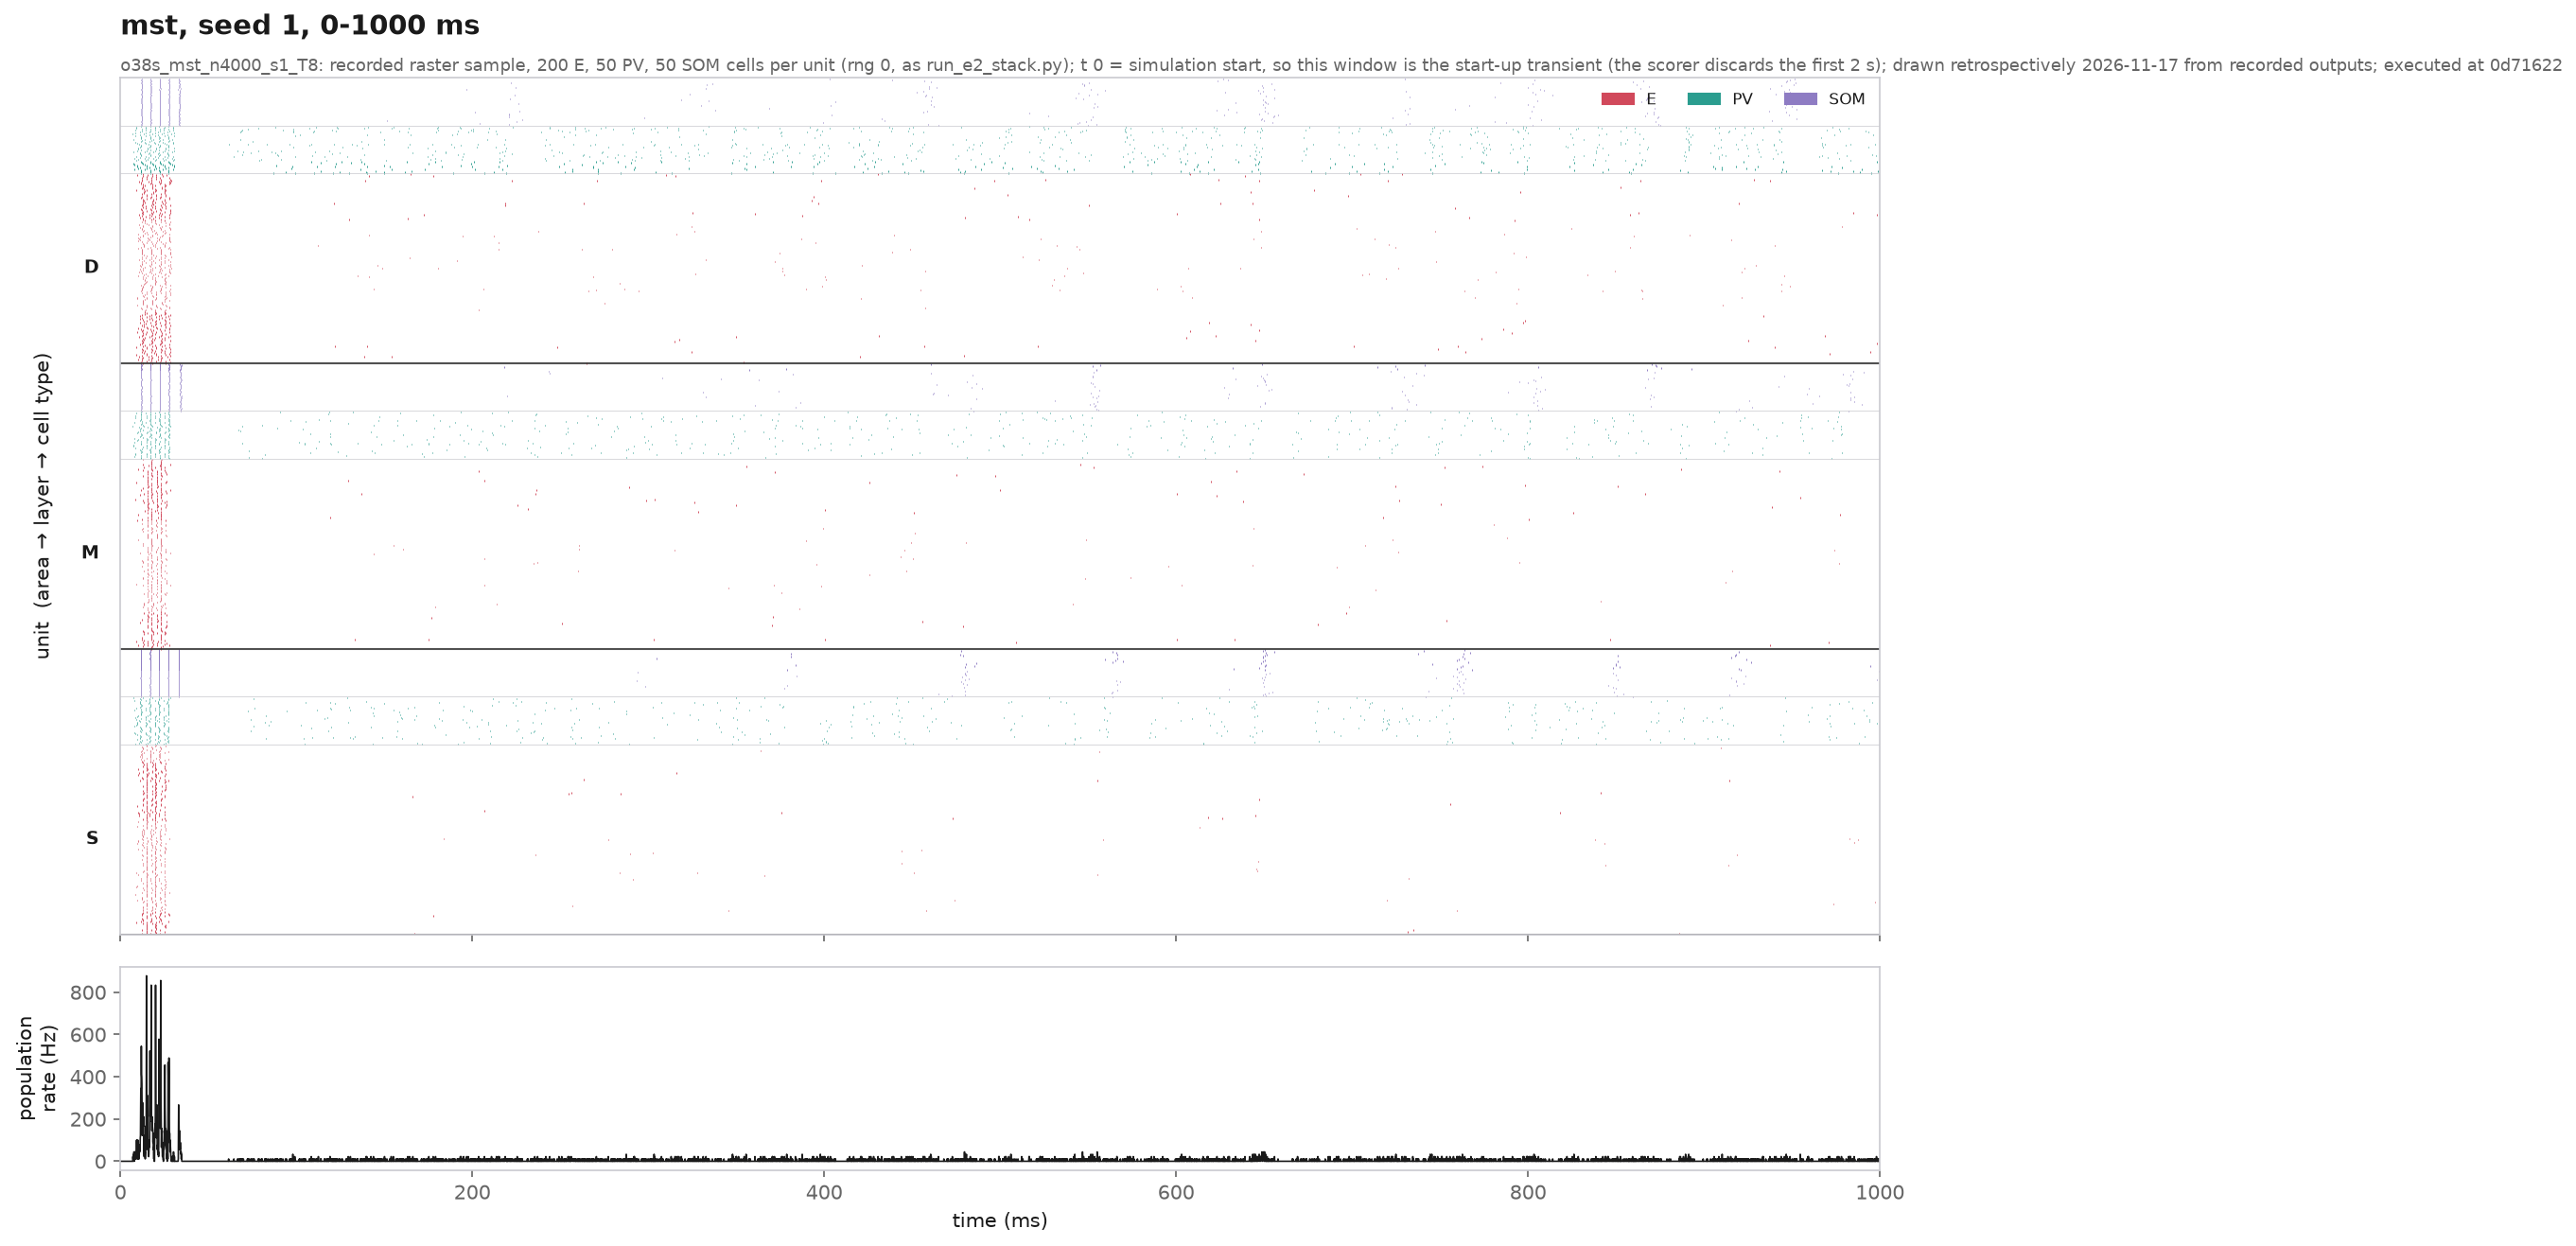 mst, seed 1, 0-1000 ms
o38s_mst_n4000_s1_T8: recorded raster sample, 200 E, 50 PV, 50 SOM cells per unit (rng 0, as run_e2_stack.py); t 0 = simulation start, so this window is the start-up transient (the scorer discards the first 2 s); drawn retrospectively 2026-11-17 from recorded outputs; executed at 0d71622
E PV SOM
D
M
S
unit (area → layer → cell type)
800
600
400
200
0
population
rate (Hz)
0 200 400 600 800 1000
time (ms)